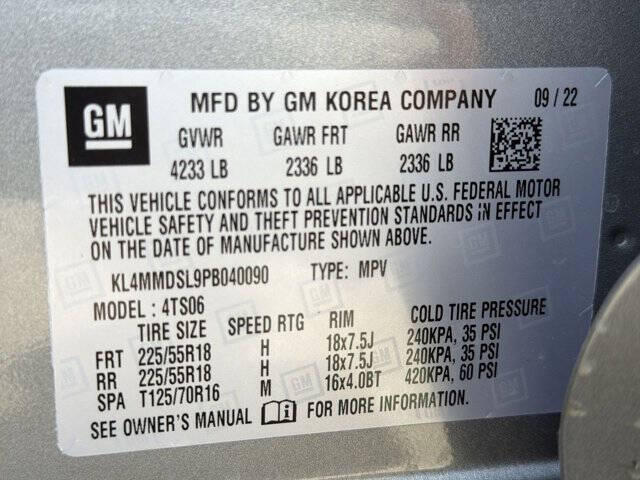 GM MFD BY GM KOREA COMPANY 09 / 22
GVWR GAWR FRT GAWR RR
4233 LB 2336 LB 2336 LB
THIS VEHICLE CONFORMS TO ALL APPLICABLE U.S. FEDERAL MOTOR
VEHICLE SAFETY AND THEFT PREVENTION STANDARDS IN EFFECT
ON THE DATE OF MANUFACTURE SHOWN ABOVE.
KL4MMDSL9PB040090 TYPE: MPV
MODEL : 4TS06
TIRE SIZE SPEED RTG RIM COLD TIRE PRESSURE
FRT 225/55R18 H 18x7.5J 240KPA, 35 PSI
RR 225/55R18 H 18x7.5J 240KPA, 35 PSI
SPA T125/70R16 M 16x4.0BT 420KPA, 60 PSI
SEE OWNER'S MANUAL FOR MORE INFORMATION.